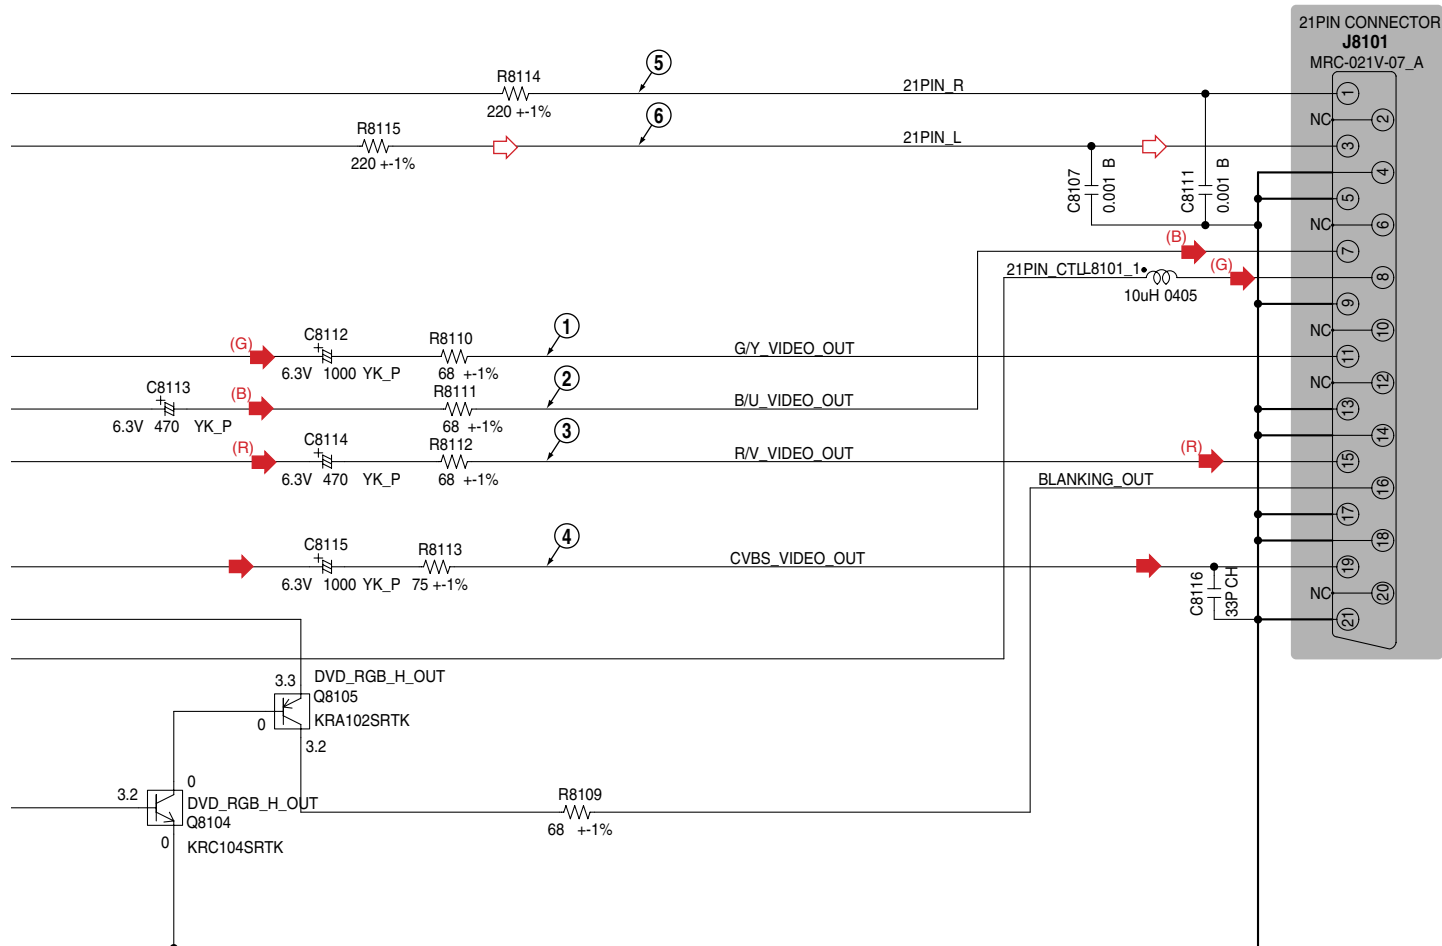 21PIN CONNECTOR
J8101
MRC-021V-07_A
R8114
220 +-1%
5
21PIN_R
1
NC
2
R8115
220 +-1%
6
21PIN_L
3
C8107
0.001 B
C8111
0.001 B
4
5
NC
6
(B)
7
21PIN_CTL
L8101_1
10uH 0405
(G)
8
9
NC
10
(G)
C8112
+
6.3V 1000 YK_P
R8110
68 +-1%
1
G/Y_VIDEO_OUT
11
NC
12
C8113
+
6.3V 470 YK_P
(B)
R8111
68 +-1%
2
B/U_VIDEO_OUT
13
14
(R)
C8114
+
6.3V 470 YK_P
R8112
68 +-1%
3
R/V_VIDEO_OUT
(R)
15
BLANKING_OUT
16
17
18
C8115
+
6.3V 1000 YK_P
R8113
75 +-1%
4
CVBS_VIDEO_OUT
19
C8116
33P CH
NC
20
21
3.3
DVD_RGB_H_OUT
Q8105
KRA102SRTK
0
3.2
3.2
0
DVD_RGB_H_OUT
Q8104
0
KRC104SRTK
R8109
68 +-1%